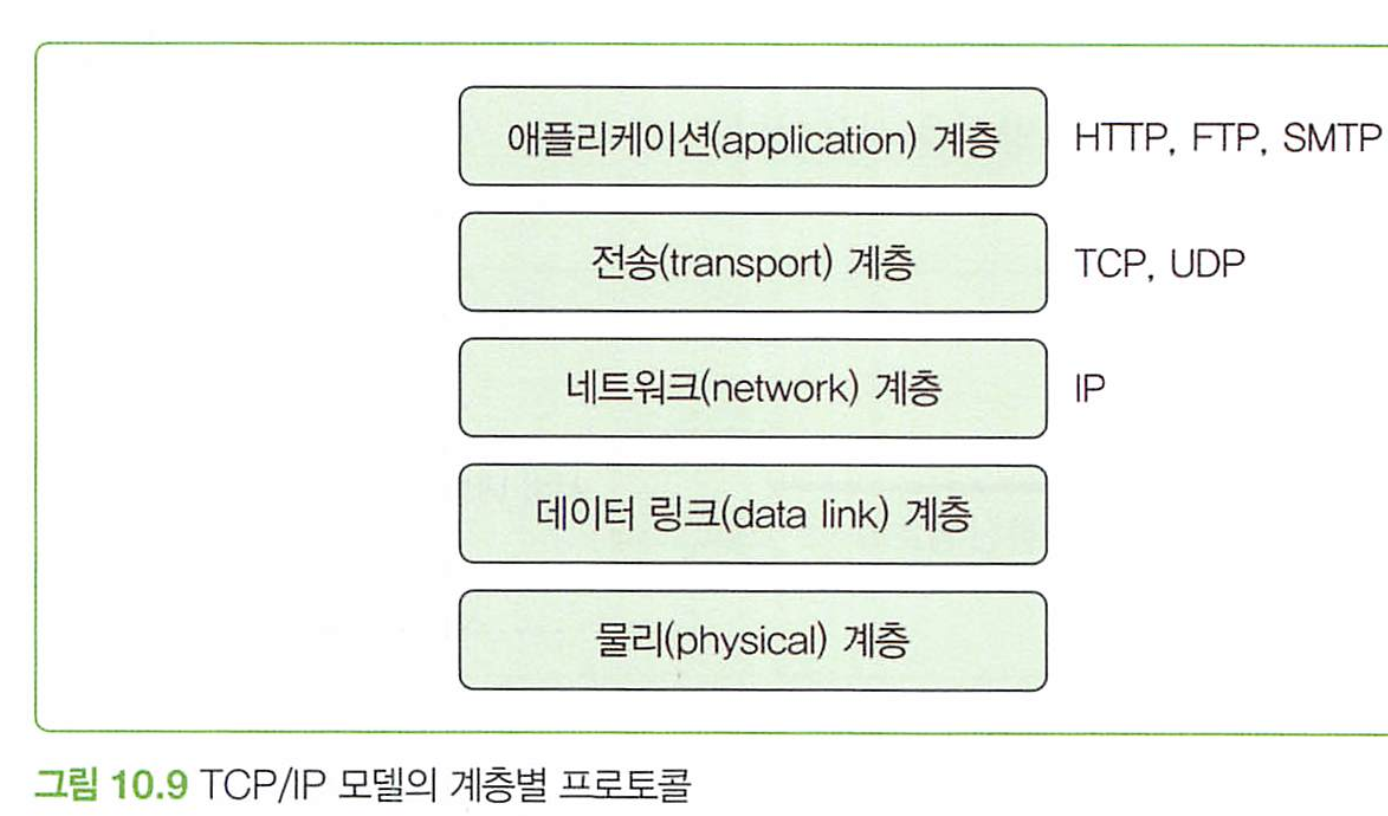 애플리케이션(application) 계층 HTTP, FTP, SMTP
전송(transport) 계층 TCP, UDP
네트워크(network) 계층 IP
데이터 링크(data link) 계층
물리(physical) 계층
그림 10.9 TCP/IP 모델의 계층별 프로토콜